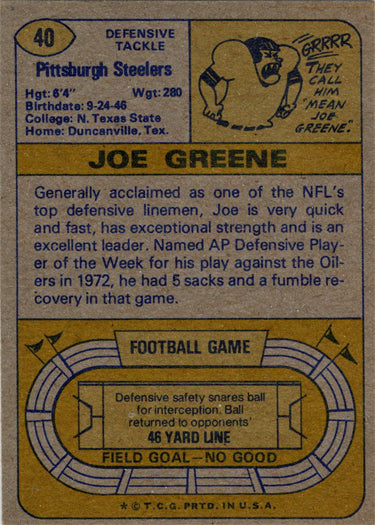 40
DEFENSIVE
TACKLE
Pittsburgh Steelers
Hgt: 6'4" Wgt: 280
Birthdate: 9-24-46
College: N. Texas State
Home: Duncanville, Tex.
GRRRR
THEY
CALL
HIM
"MEAN
JOE
GREENE".
JOE GREENE
Generally acclaimed as one of the NFL's
top defensive linemen, Joe is very quick
and fast, has exceptional strength and is an
excellent leader. Named AP Defensive Play-
er of the Week for his play against the Oil-
ers in 1972, he had 5 sacks and a fumble re-
covery in that game.
FOOTBALL GAME
Defensive safety snares ball
for interception. Ball
returned to opponents'
46 YARD LINE
FIELD GOAL—NO GOOD
* © T.C.G. PRTD. IN U.S.A.